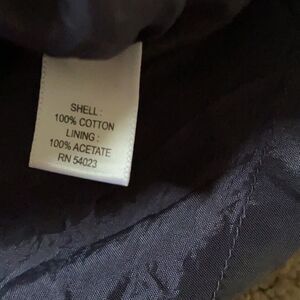 SHELL :
100% COTTON
LINING :
100% ACETATE
RN 54023